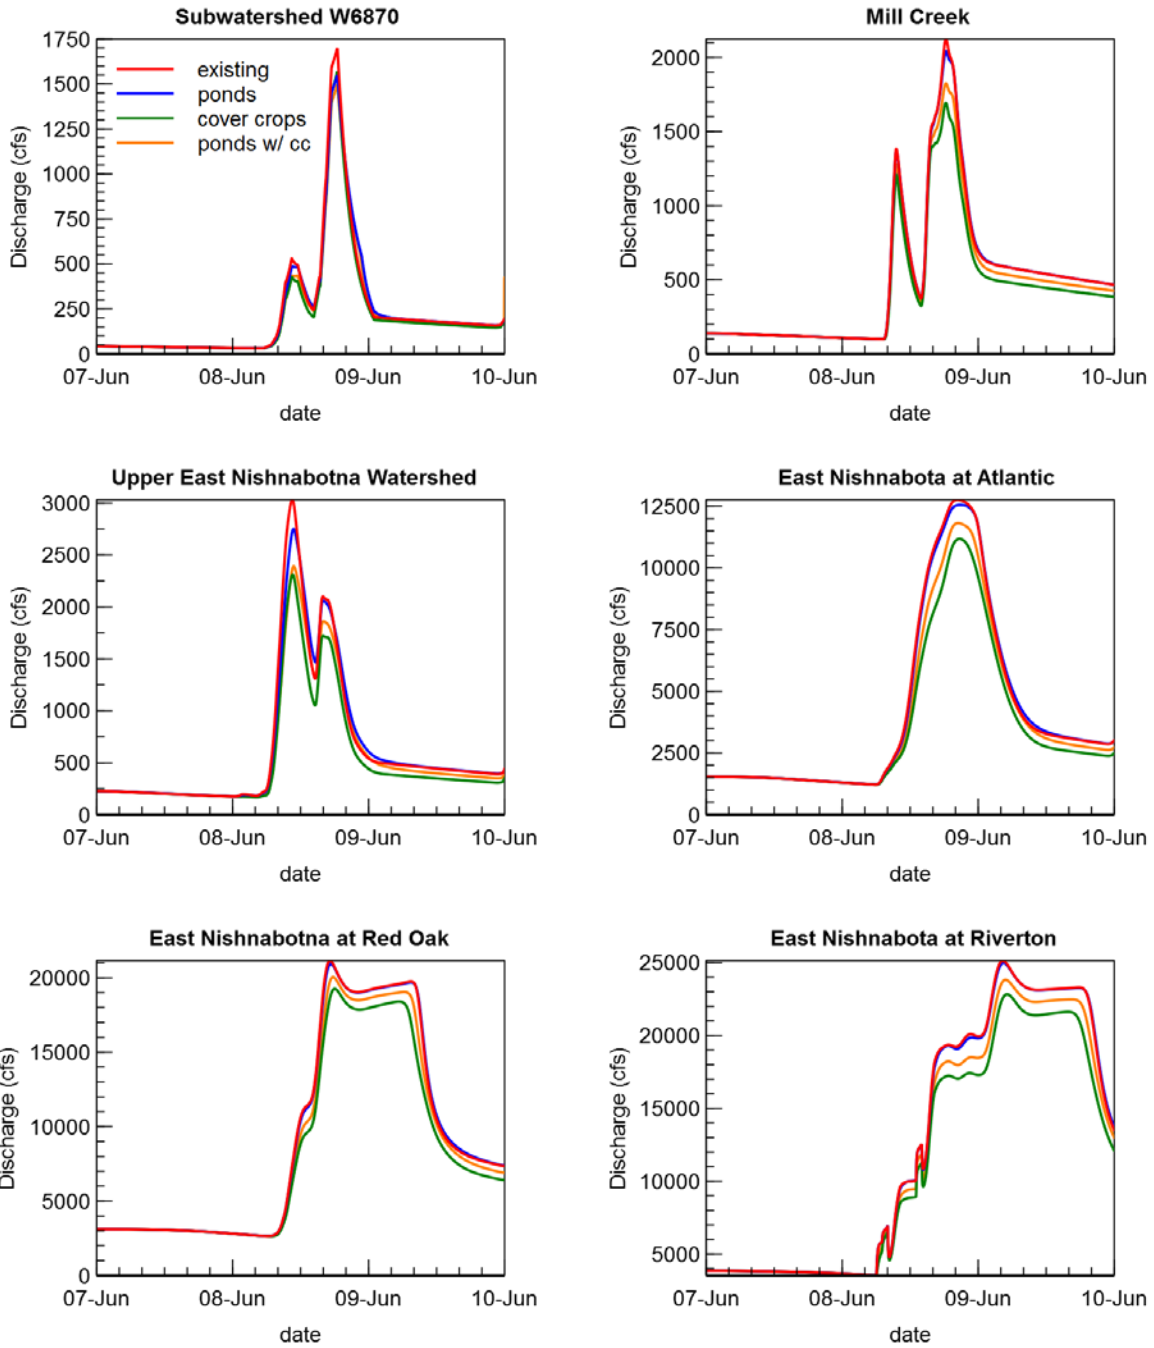 Subwatershed W6870
1750
1500
1250
1000
750
500
250
0
Discharge (cfs)
existing
ponds
cover crops
ponds w/ cc
07-Jun 08-Jun 09-Jun 10-Jun
date
Mill Creek
2000
1500
1000
500
0
Discharge (cfs)
07-Jun 08-Jun 09-Jun 10-Jun
date
Upper East Nishnabotna Watershed
3000
2500
2000
1500
1000
500
0
Discharge (cfs)
07-Jun 08-Jun 09-Jun 10-Jun
date
East Nishnabota at Atlantic
12500
10000
7500
5000
2500
0
Discharge (cfs)
07-Jun 08-Jun 09-Jun 10-Jun
date
East Nishnabotna at Red Oak
20000
15000
10000
5000
0
Discharge (cfs)
07-Jun 08-Jun 09-Jun 10-Jun
date
East Nishnabota at Riverton
25000
20000
15000
10000
5000
Discharge (cfs)
07-Jun 08-Jun 09-Jun 10-Jun
date